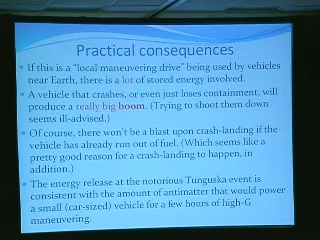 Practical consequences
If this is a “local maneuvering drive” being used by vehicles
near Earth, there is a lot of stored energy involved.
A vehicle that crashes, or even just loses containment, will
produce a really big boom. (Trying to shoot them down
seems ill-advised.)
Of course, there won't be a blast upon crash-landing if the
vehicle has already run out of fuel. (Which seems like a
pretty good reason for a crash-landing to happen, in
addition.)
The energy release at the notorious Tunguska event is
consistent with the amount of antimatter that would power
a small (car-sized) vehicle for a few hours of high-G
maneuvering.